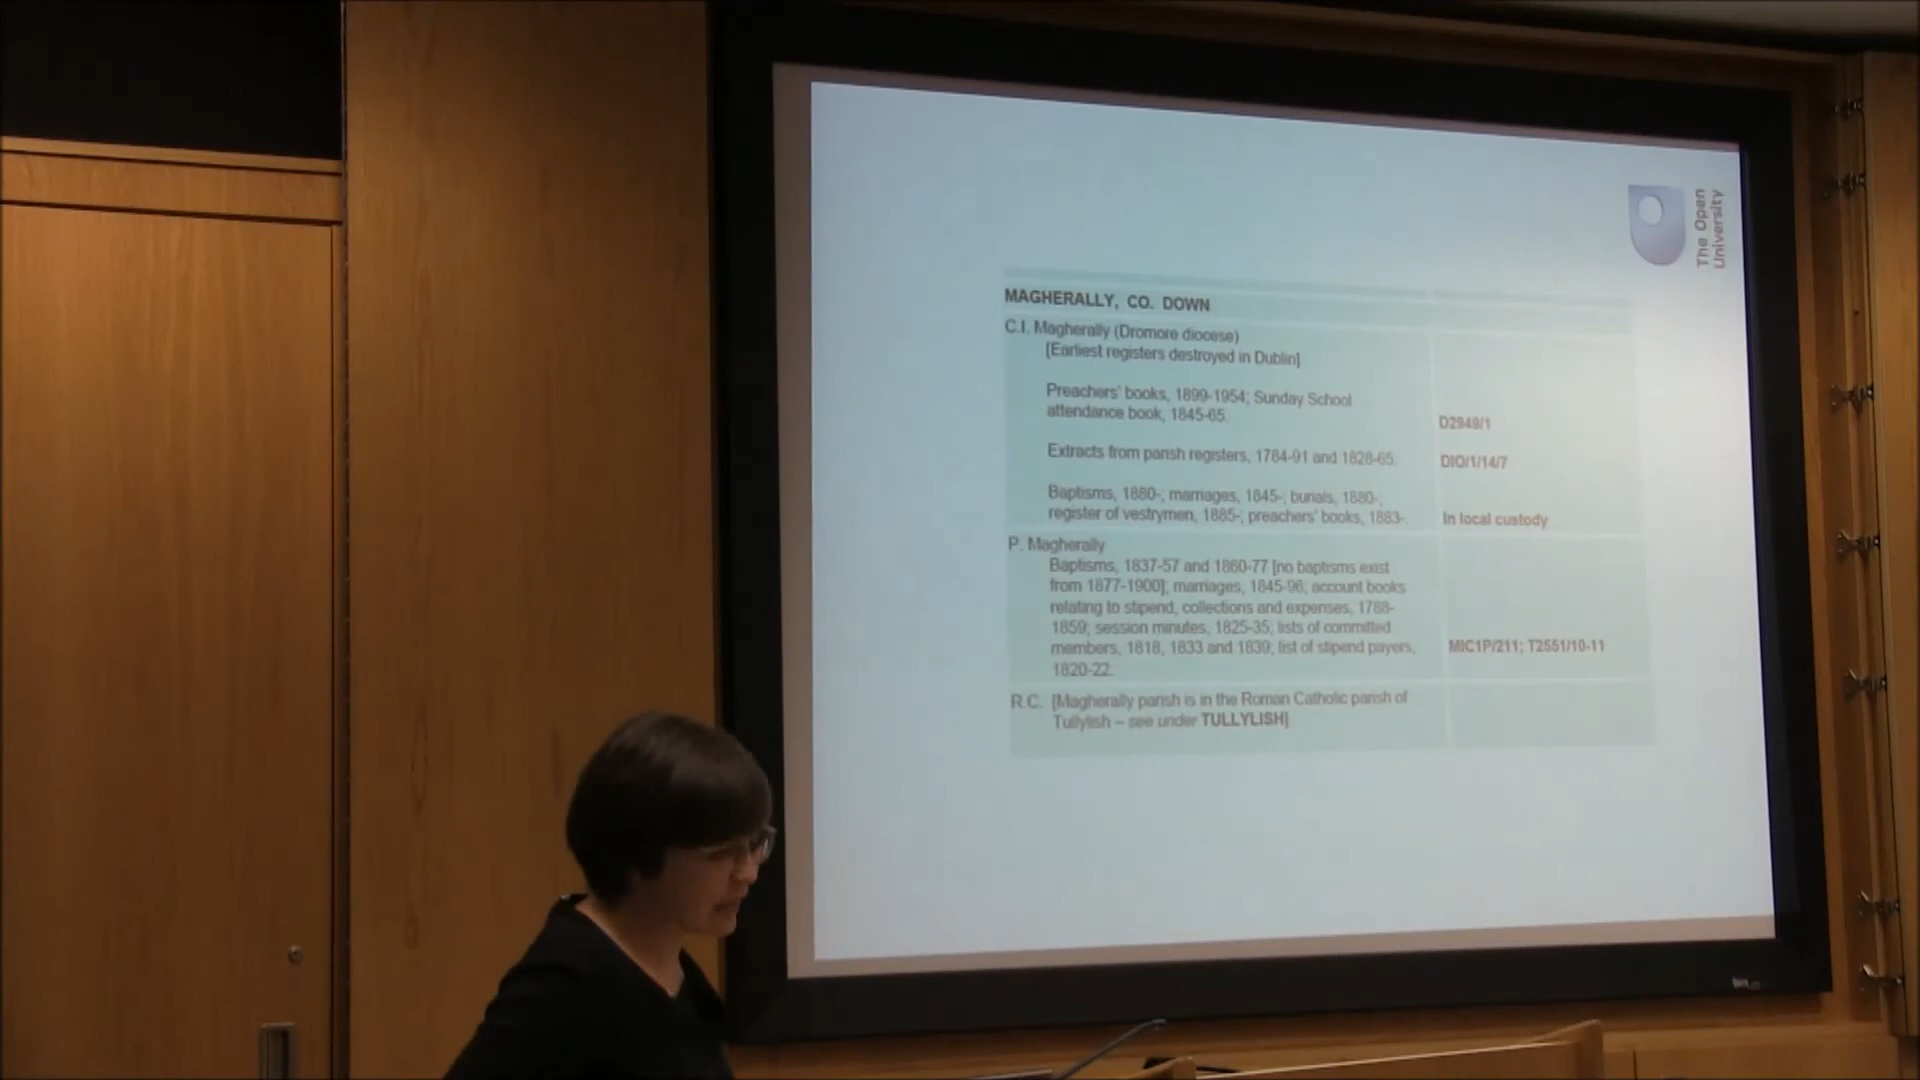 The Open
University
MAGHERALLY, CO. DOWN
C.I. Magherally (Dromore diocese)
[Earliest registers destroyed in Dublin]
Preachers' books, 1899-1954; Sunday School
attendance book, 1845-65.
D2948/1
Extracts from parish registers, 1784-91 and 1828-65.
DIO/1/14/7
Baptisms, 1880-; marriages, 1845-; burials, 1880-;
register of vestrymen, 1885-; preachers' books, 1883-.
In local custody
P. Magherally
Baptisms, 1837-57 and 1860-77 [no baptisms exist
from 1877-1900]; marriages, 1845-96; account books
relating to stipend, collections and expenses, 1788-
1859; session minutes, 1825-35; lists of committed
members, 1818, 1833 and 1839; list of stipend payers,
1820-22.
MIC1P/211; T2551/10-11
R.C. [Magherally parish is in the Roman Catholic parish of
Tullylish – see under TULLYLISH]